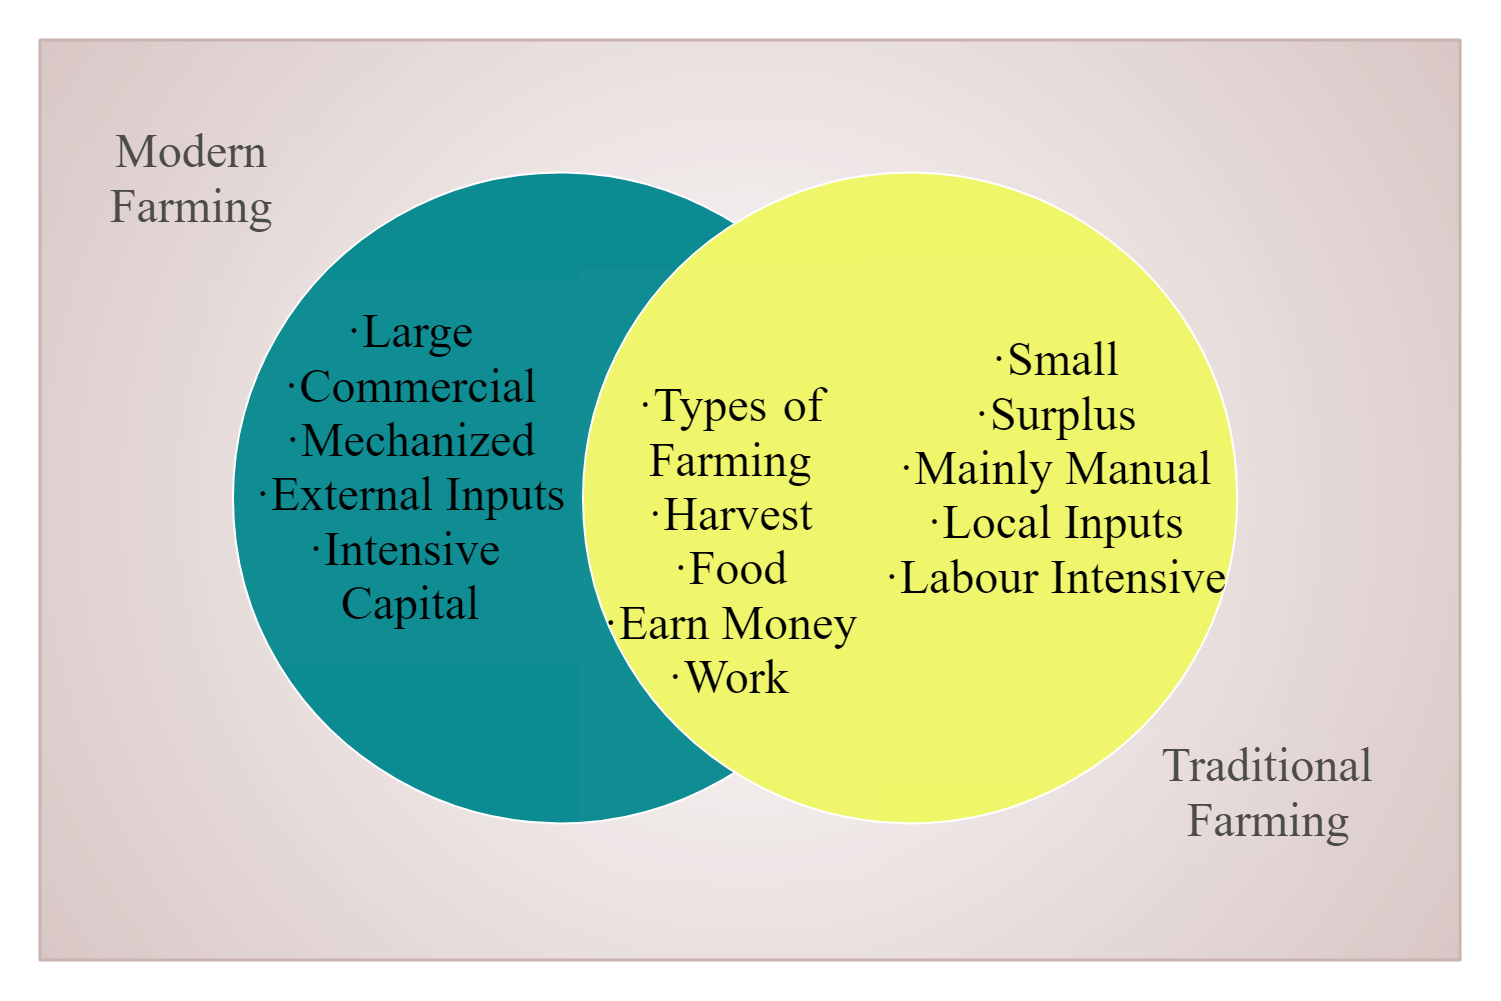 Modern
Farming
·Large
·Commercial
·Mechanized
·External Inputs
·Intensive
Capital
·Types of
Farming
·Harvest
·Food
·Earn Money
·Work
·Small
·Surplus
·Mainly Manual
·Local Inputs
·Labour Intensive
Traditional
Farming